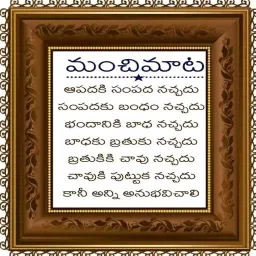 మంచిమాట
ఆపదకి సంపద నచ్చదు
సంపదకు బంధం నచ్చదు
భందానికి బాధ నచ్చదు
బాధకు బ్రతుకు నచ్చదు
బ్రతుకికి చావు నచ్చదు
చావుకి పుట్టుక నచ్చదు
కానీ అన్ని అనుభవించాలి